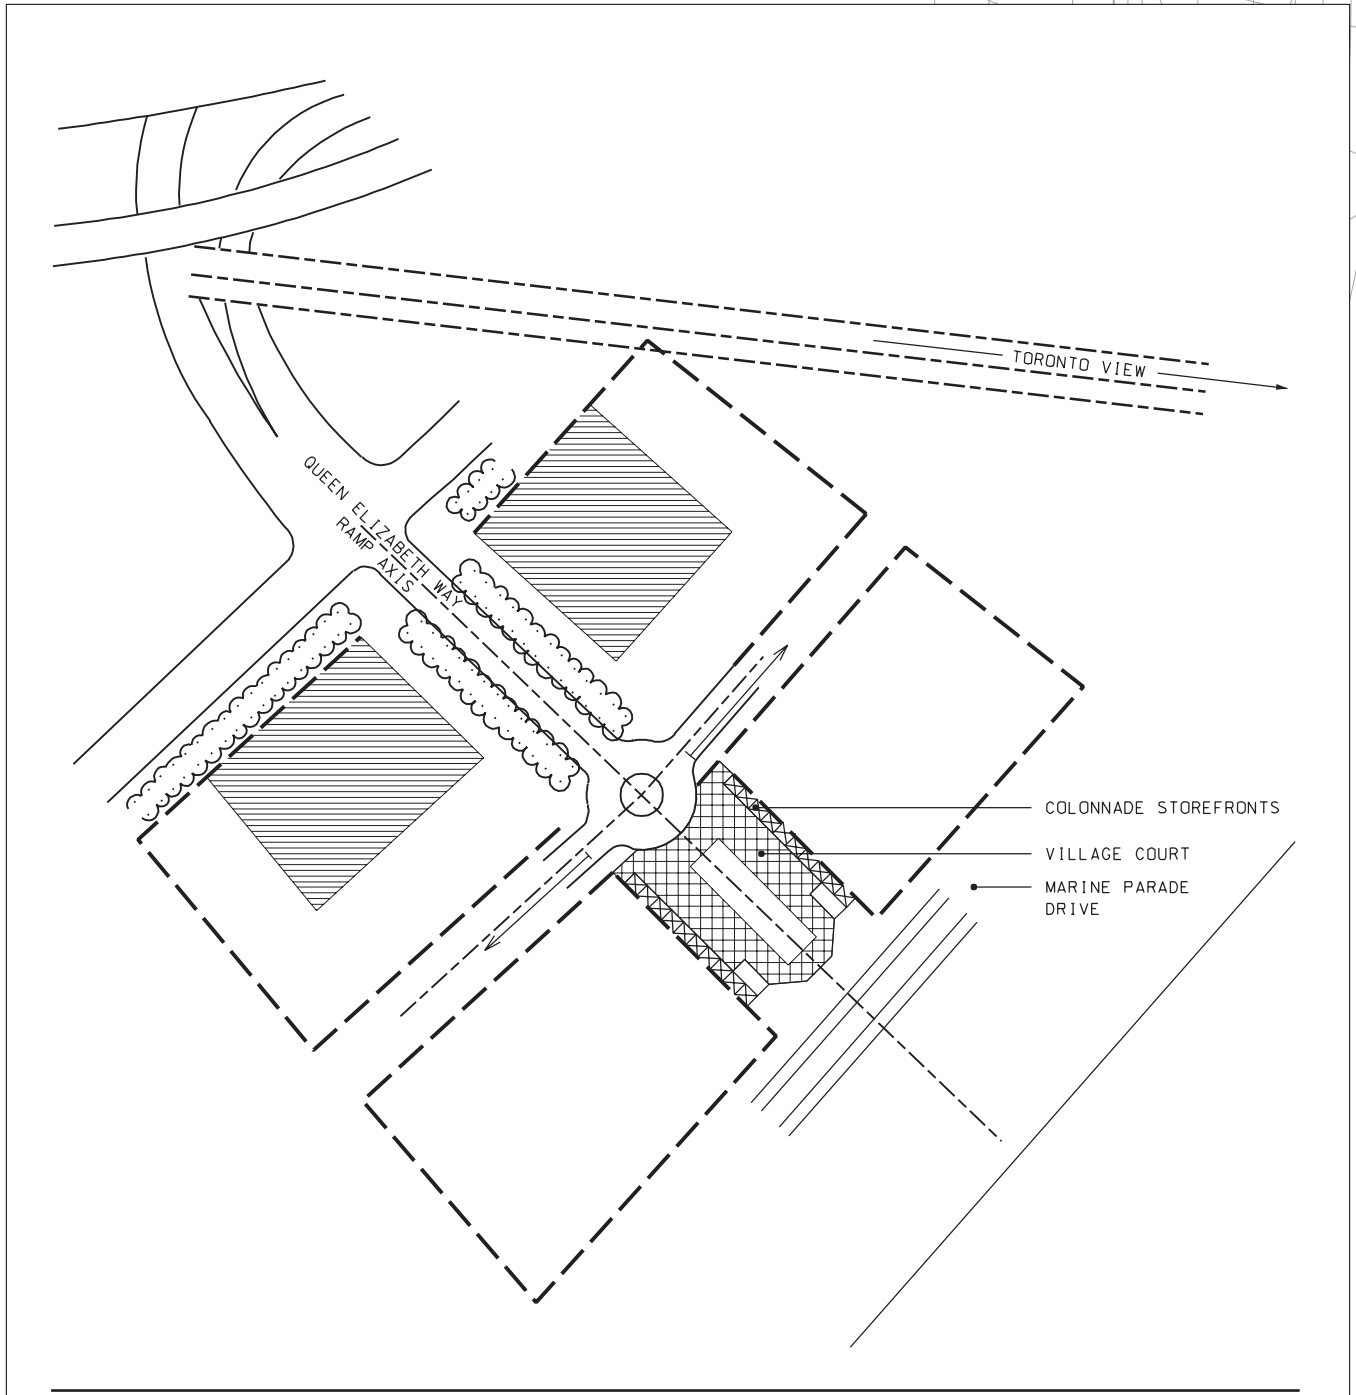 TORONTO VIEW
QUEEN ELIZABETH WAY
RAMP AXIS
COLONNADE STOREFRONTS
VILLAGE COURT
MARINE PARADE
DRIVE